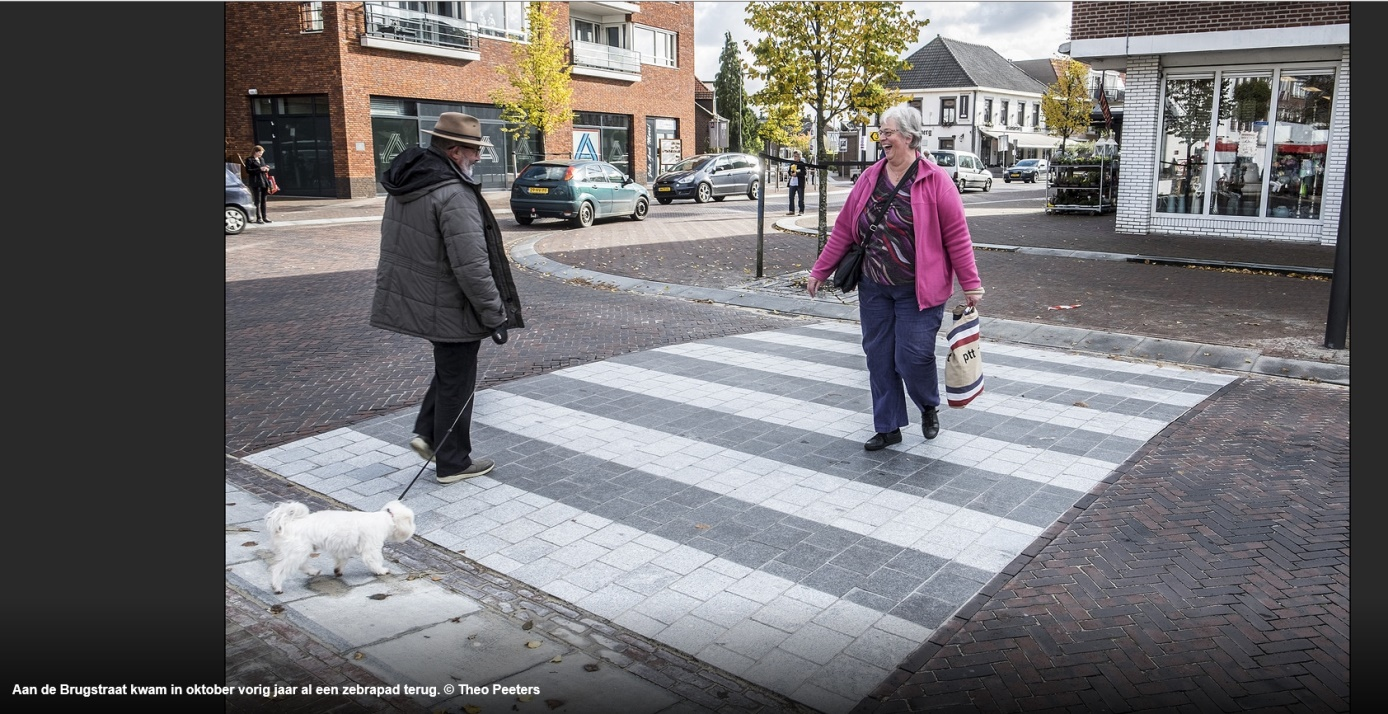 ptt
Aan de Brugstraat kwam in oktober vorig jaar al een zebrapad terug. © Theo Peeters